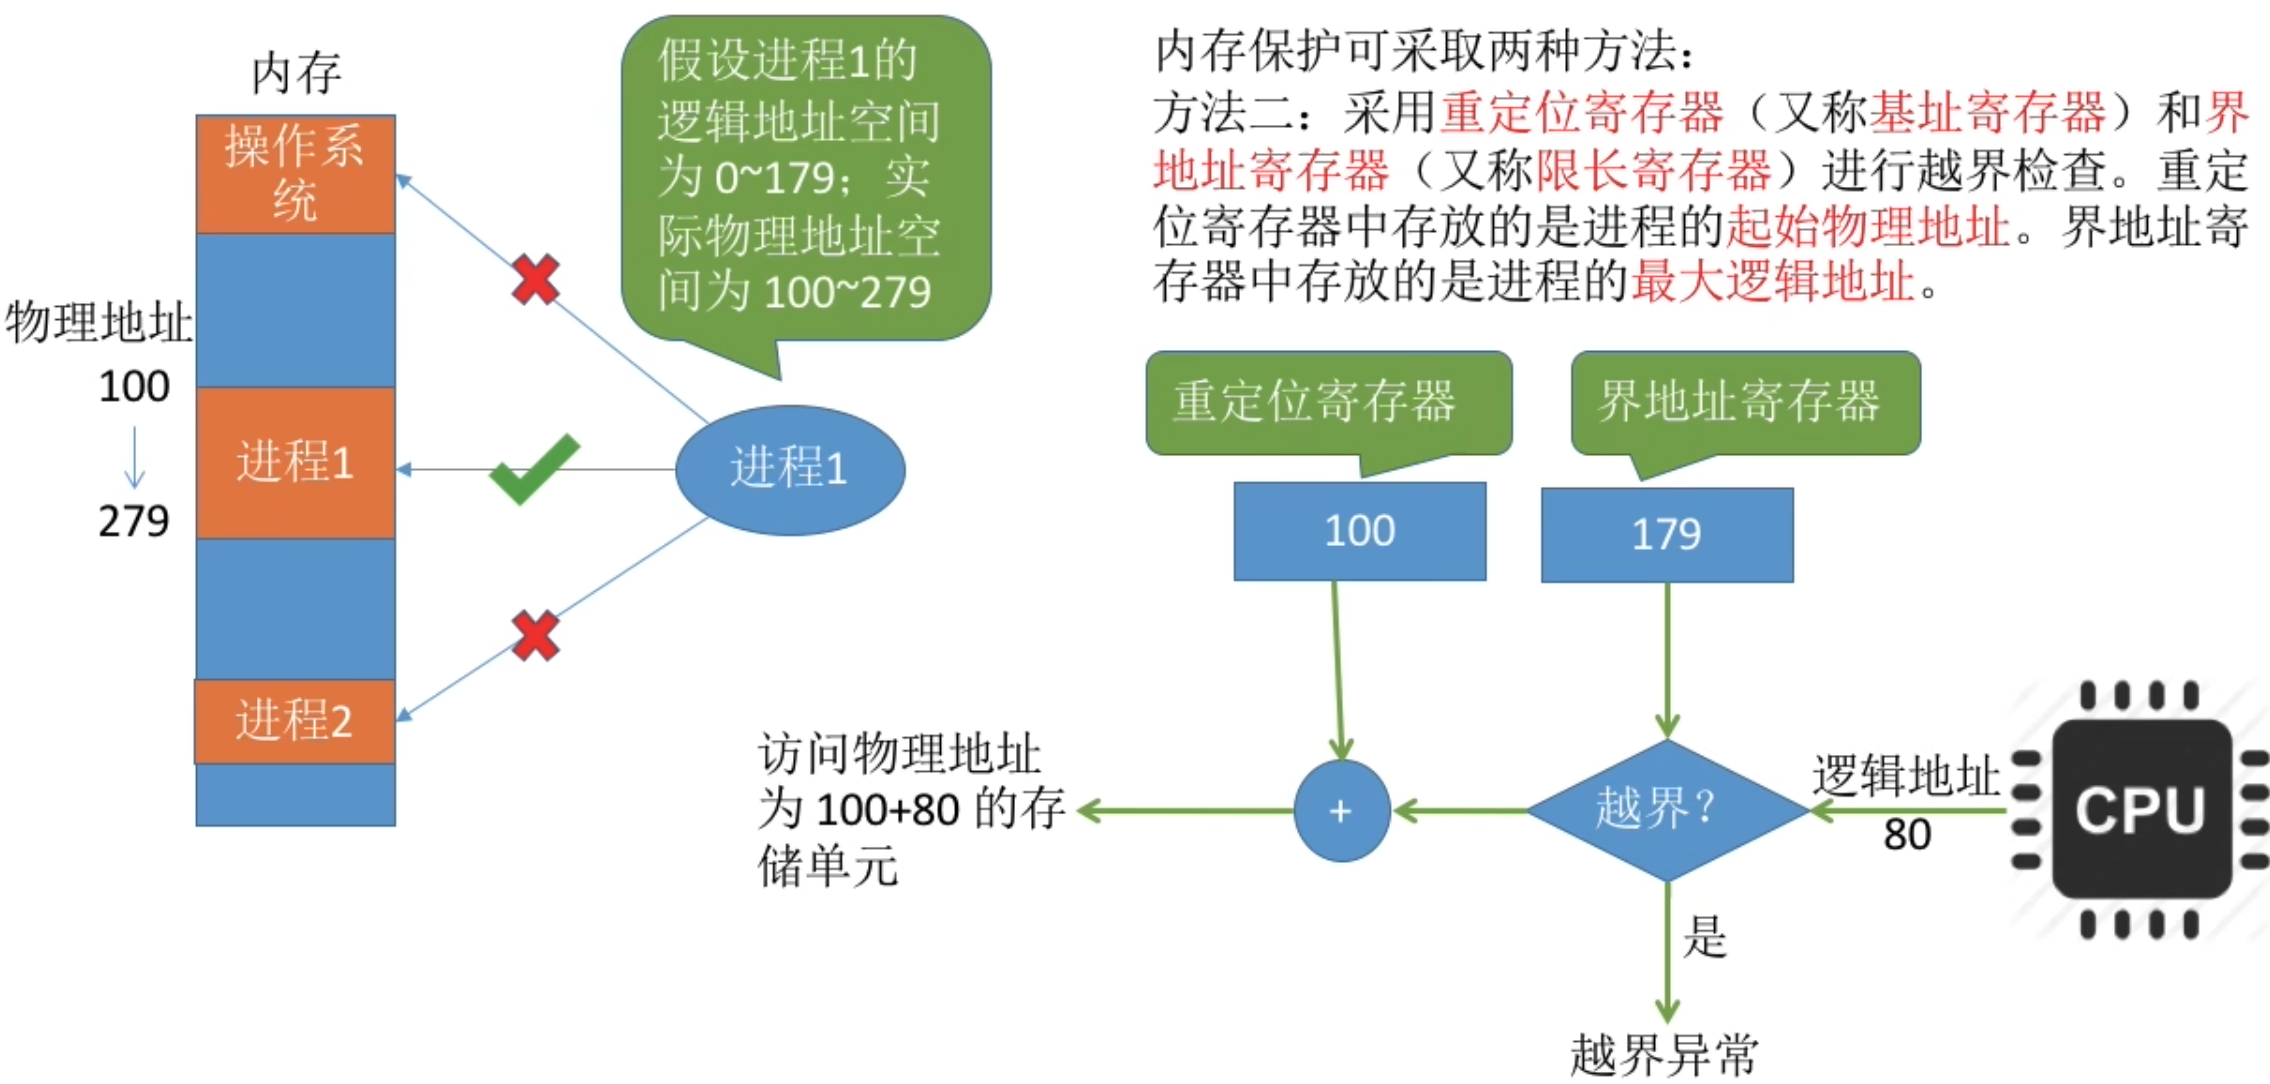 内存
操作系
统
物理地址
100
279
进程1
进程2
假设进程1的
逻辑地址空间
为 0~179；实
际物理地址空
间为 100~279
进程1
内存保护可采取两种方法：
方法二：采用重定位寄存器（又称基址寄存器）和界
地址寄存器（又称限长寄存器）进行越界检查。重定
位寄存器中存放的是进程的起始物理地址。界地址寄
存器中存放的是进程的最大逻辑地址。
重定位寄存器
界地址寄存器
100
179
访问物理地址
为 100+80 的存
储单元
+
越界？
逻辑地址
80
CPU
是
越界异常